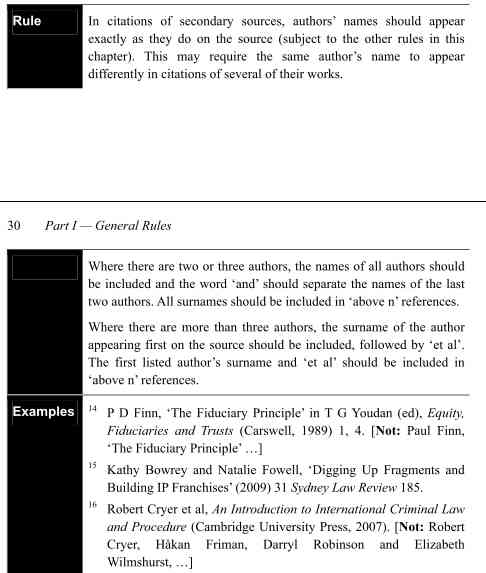 Rule
In citations of secondary sources, authors’ names should appear
exactly as they do on the source (subject to the other rules in this
chapter). This may require the same author’s name to appear
differently in citations of several of their works.
30 Part I — General Rules
Where there are two or three authors, the names of all authors should
be included and the word ‘and’ should separate the names of the last
two authors. All surnames should be included in ‘above n’ references.
Where there are more than three authors, the surname of the author
appearing first on the source should be included, followed by ‘et al’.
The first listed author’s surname and ‘et al’ should be included in
‘above n’ references.
Examples
14 P D Finn, ‘The Fiduciary Principle’ in T G Youdan (ed), Equity,
Fiduciaries and Trusts (Carswell, 1989) 1, 4. [Not: Paul Finn,
‘The Fiduciary Principle’ …]
15 Kathy Bowrey and Natalie Fowell, ‘Digging Up Fragments and
Building IP Franchises’ (2009) 31 Sydney Law Review 185.
16 Robert Cryer et al, An Introduction to International Criminal Law
and Procedure (Cambridge University Press, 2007). [Not: Robert
Cryer, Håkan Friman, Darryl Robinson and Elizabeth
Wilmshurst, …]